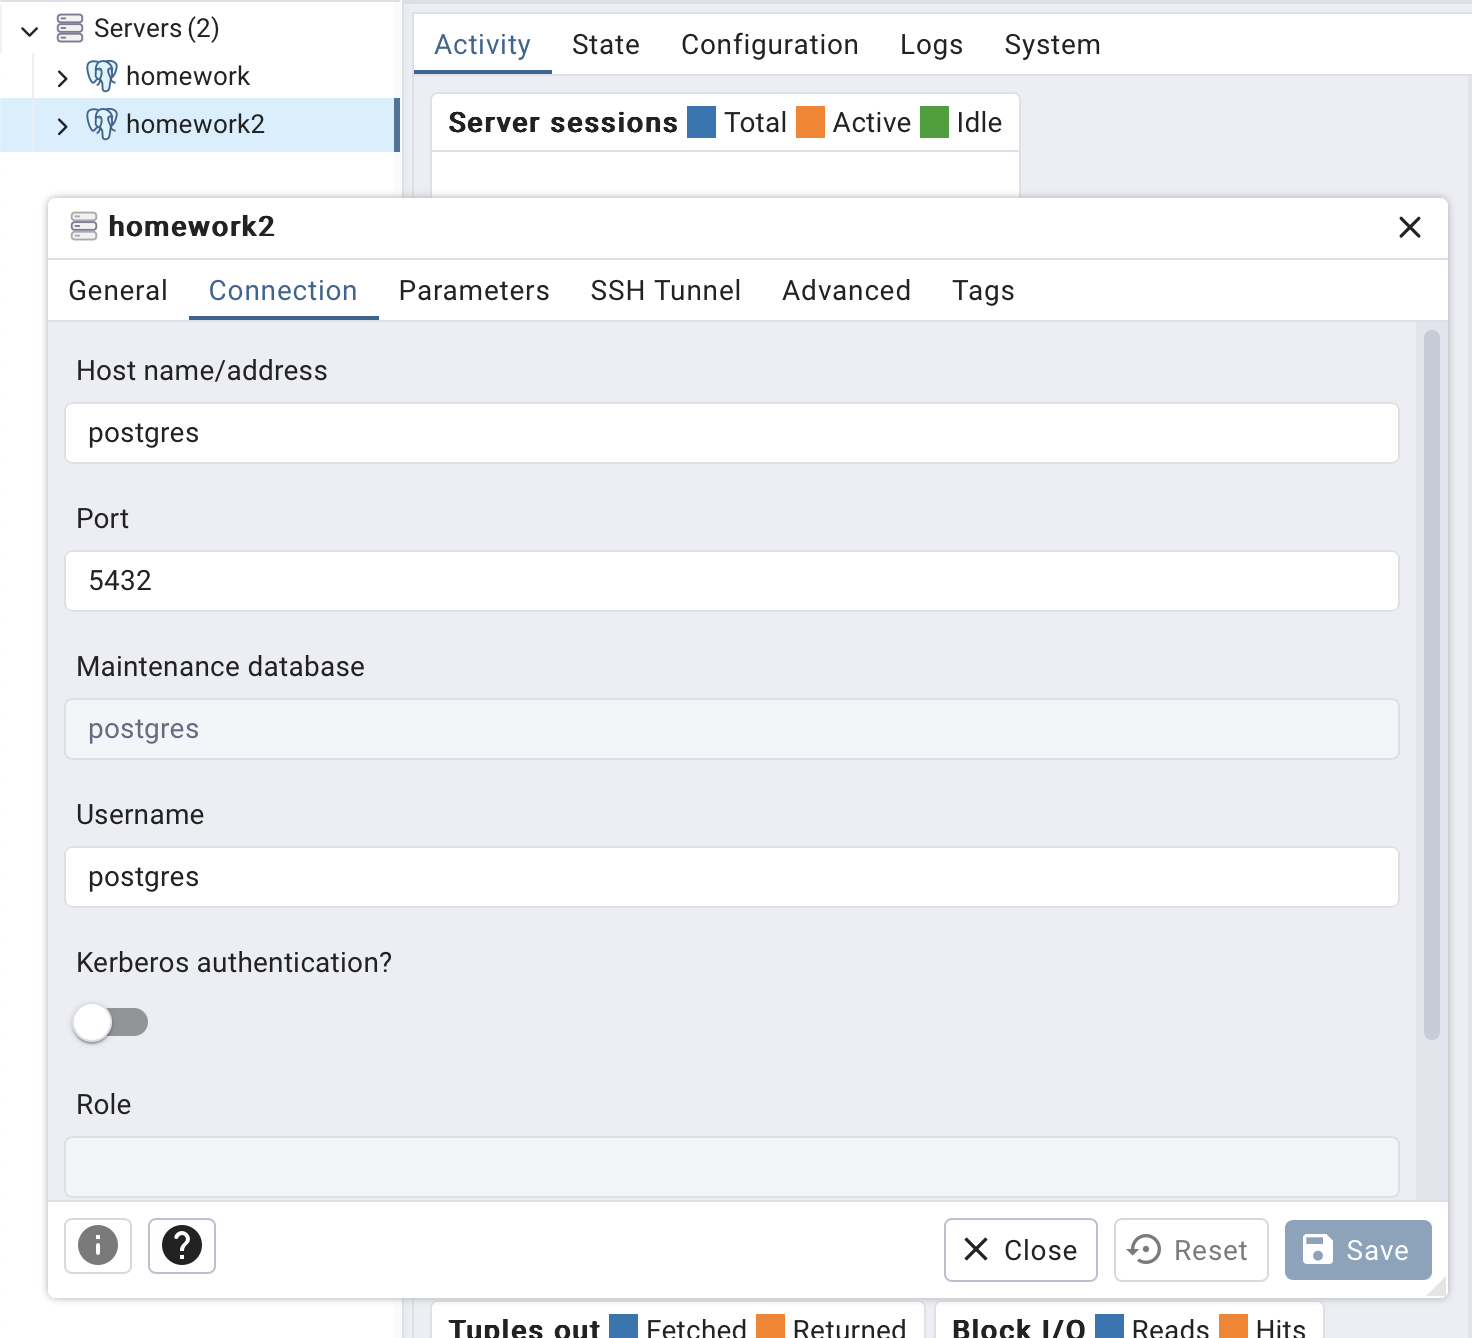 Servers (2)
homework
homework2
Activity State Configuration Logs System
Server sessions Total Active Idle
homework2
General Connection Parameters SSH Tunnel Advanced Tags
Host name/address
postgres
Port
5432
Maintenance database
postgres
Username
postgres
Kerberos authentication?
Role
Close Reset Save
Tuples out Fetched Returned Block I/O Reads Hits